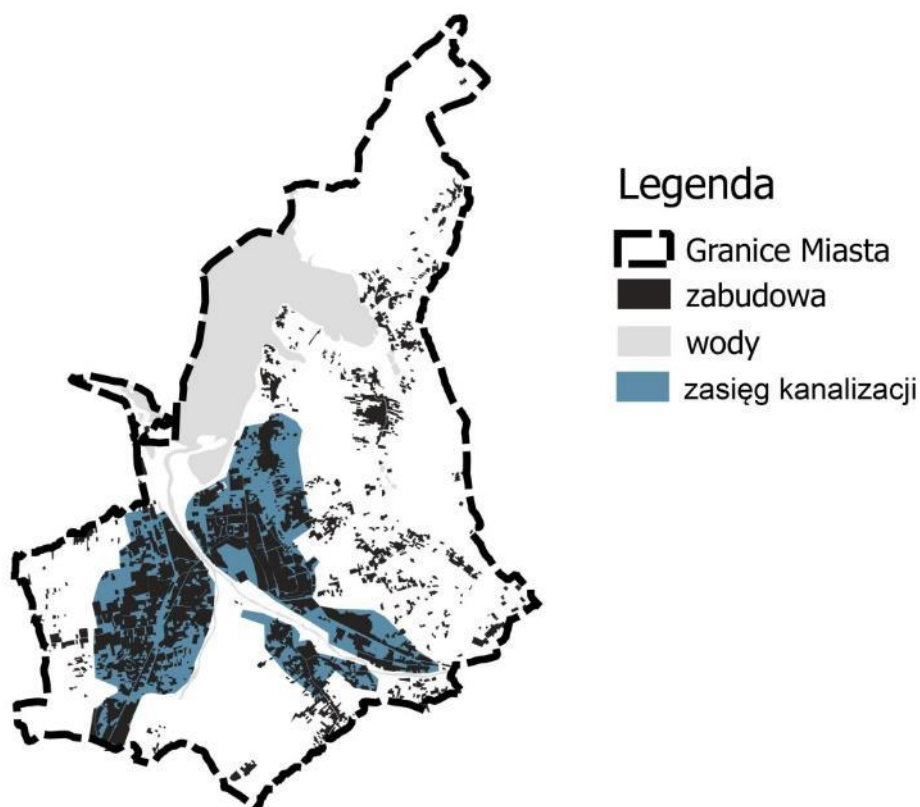 Legenda
Granice Miasta
zabudowa
wody
zasięg kanalizacji